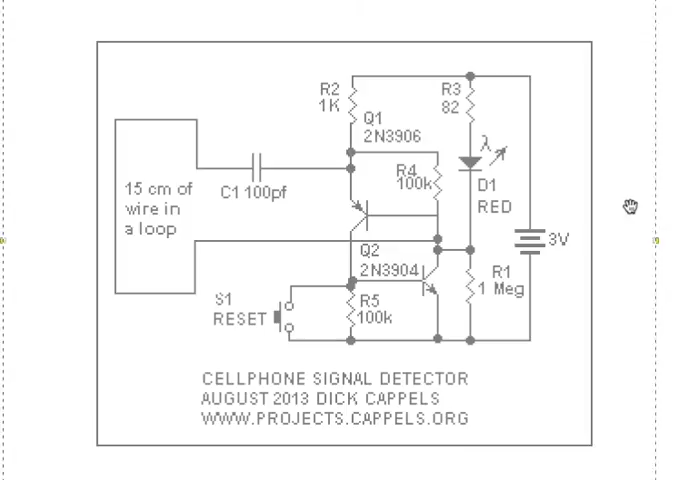 R2
1K
R3
82
Q1
2N3906
λ
R4
100k
15 cm of
wire in
a loop
C1 100pf
D1
RED
3V
Q2
2N3904
R1
1 Meg
S1
RESET
R5
100k
CELLPHONE SIGNAL DETECTOR
AUGUST 2013 DICK CAPPELS
WWW.PROJECTS.CAPPELS.ORG